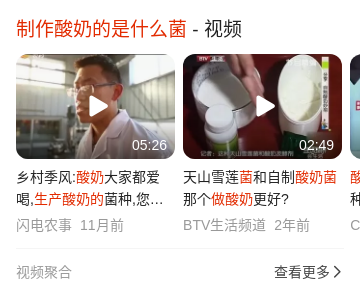 制作酸奶的是什么菌 - 视频
BTV 生活
05:26
02:49
乡村季风:酸奶大家都爱
喝,生产酸奶的菌种,您…
闪电农事 11月前
天山雪莲菌和自制酸奶菌
那个做酸奶更好?
BTV生活频道 2年前
视频聚合
查看更多